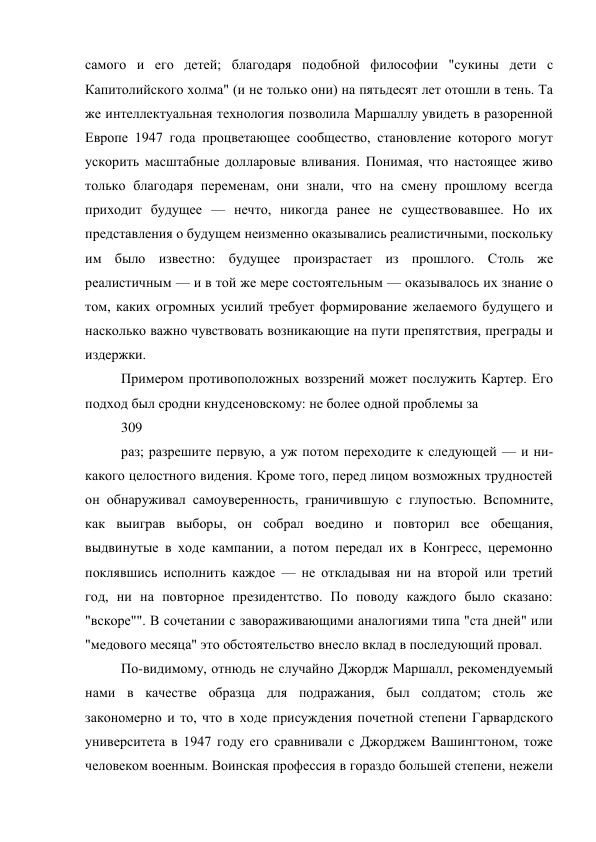 самого и его детей; благодаря подобной философии "сукины дети с
Капитолийского холма" (и не только они) на пятьдесят лет отошли в тень. Та
же интеллектуальная технология позволила Маршаллу увидеть в разоренной
Европе 1947 года процветающее сообщество, становление которого могут
ускорить масштабные долларовые вливания. Понимая, что настоящее живо
только благодаря переменам, они знали, что на смену прошлому всегда
приходит будущее — нечто, никогда ранее не существовавшее. Но их
представления о будущем неизменно оказывались реалистичными, поскольку
им было известно: будущее произрастает из прошлого. Столь же
реалистичным — и в той же мере состоятельным — оказывалось их знание о
том, каких огромных усилий требует формирование желаемого будущего и
насколько важно чувствовать возникающие на пути препятствия, преграды и
издержки.
Примером противоположных воззрений может послужить Картер. Его
подход был сродни кнудсеновскому: не более одной проблемы за
309
раз; разрешите первую, а уж потом переходите к следующей — и ни-
какого целостного видения. Кроме того, перед лицом возможных трудностей
он обнаруживал самоуверенность, граничившую с глупостью. Вспомните,
как выиграв выборы, он собрал воедино и повторил все обещания,
выдвинутые в ходе кампании, а потом передал их в Конгресс, церемонно
поклявшись исполнить каждое — не откладывая ни на второй или третий
год, ни на повторное президентство. По поводу каждого было сказано:
"вскоре"". В сочетании с завораживающими аналогиями типа "ста дней" или
"медового месяца" это обстоятельство внесло вклад в последующий провал.
По-видимому, отнюдь не случайно Джордж Маршалл, рекомендуемый
нами в качестве образца для подражания, был солдатом; столь же
закономерно и то, что в ходе присуждения почетной степени Гарвардского
университета в 1947 году его сравнивали с Джорджем Вашингтоном, тоже
человеком военным. Воинская профессия в гораздо большей степени, нежели